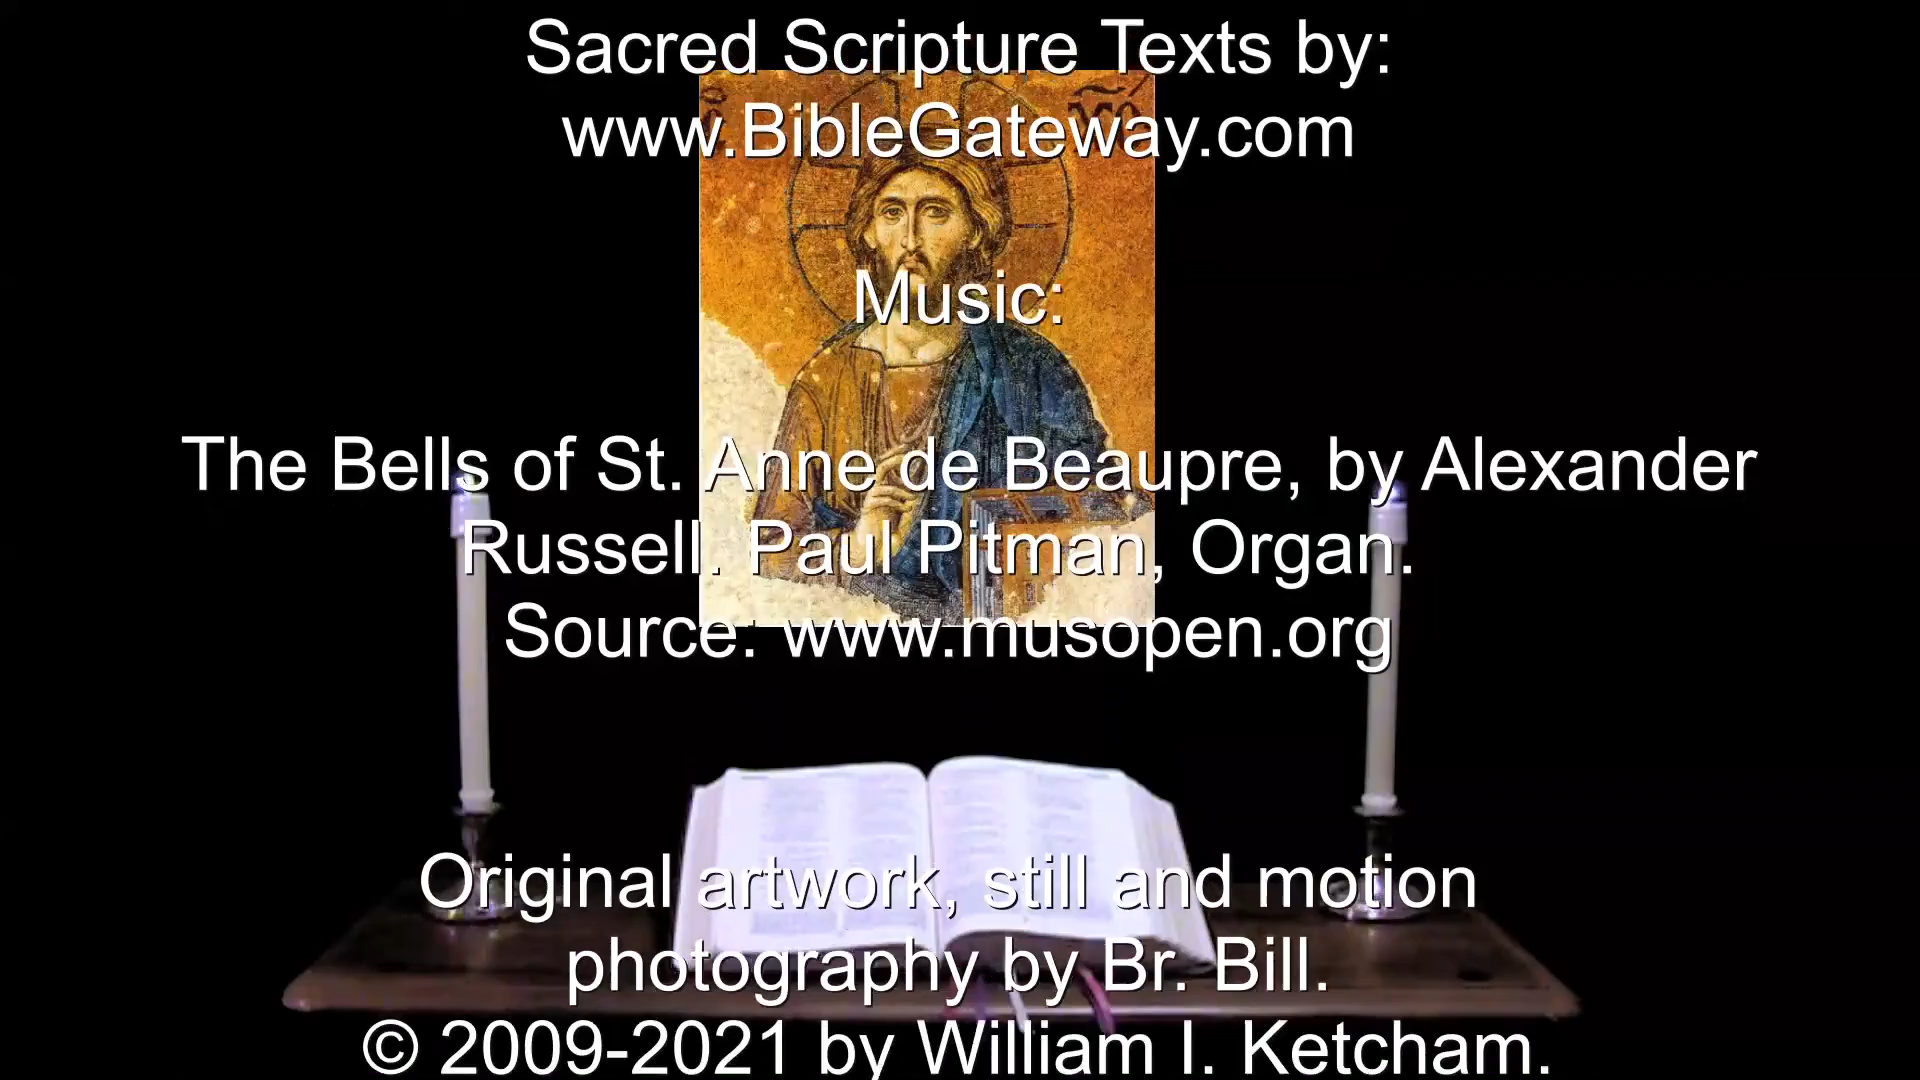 Sacred Scripture Texts by:
www.BibleGateway.com
Music:
The Bells of St. Anne de Beaupre, by Alexander
Russell. Paul Pitman, Organ.
Source: www.musopen.org
Original artwork, still and motion
photography by Br. Bill.
© 2009-2021 by William I. Ketcham.